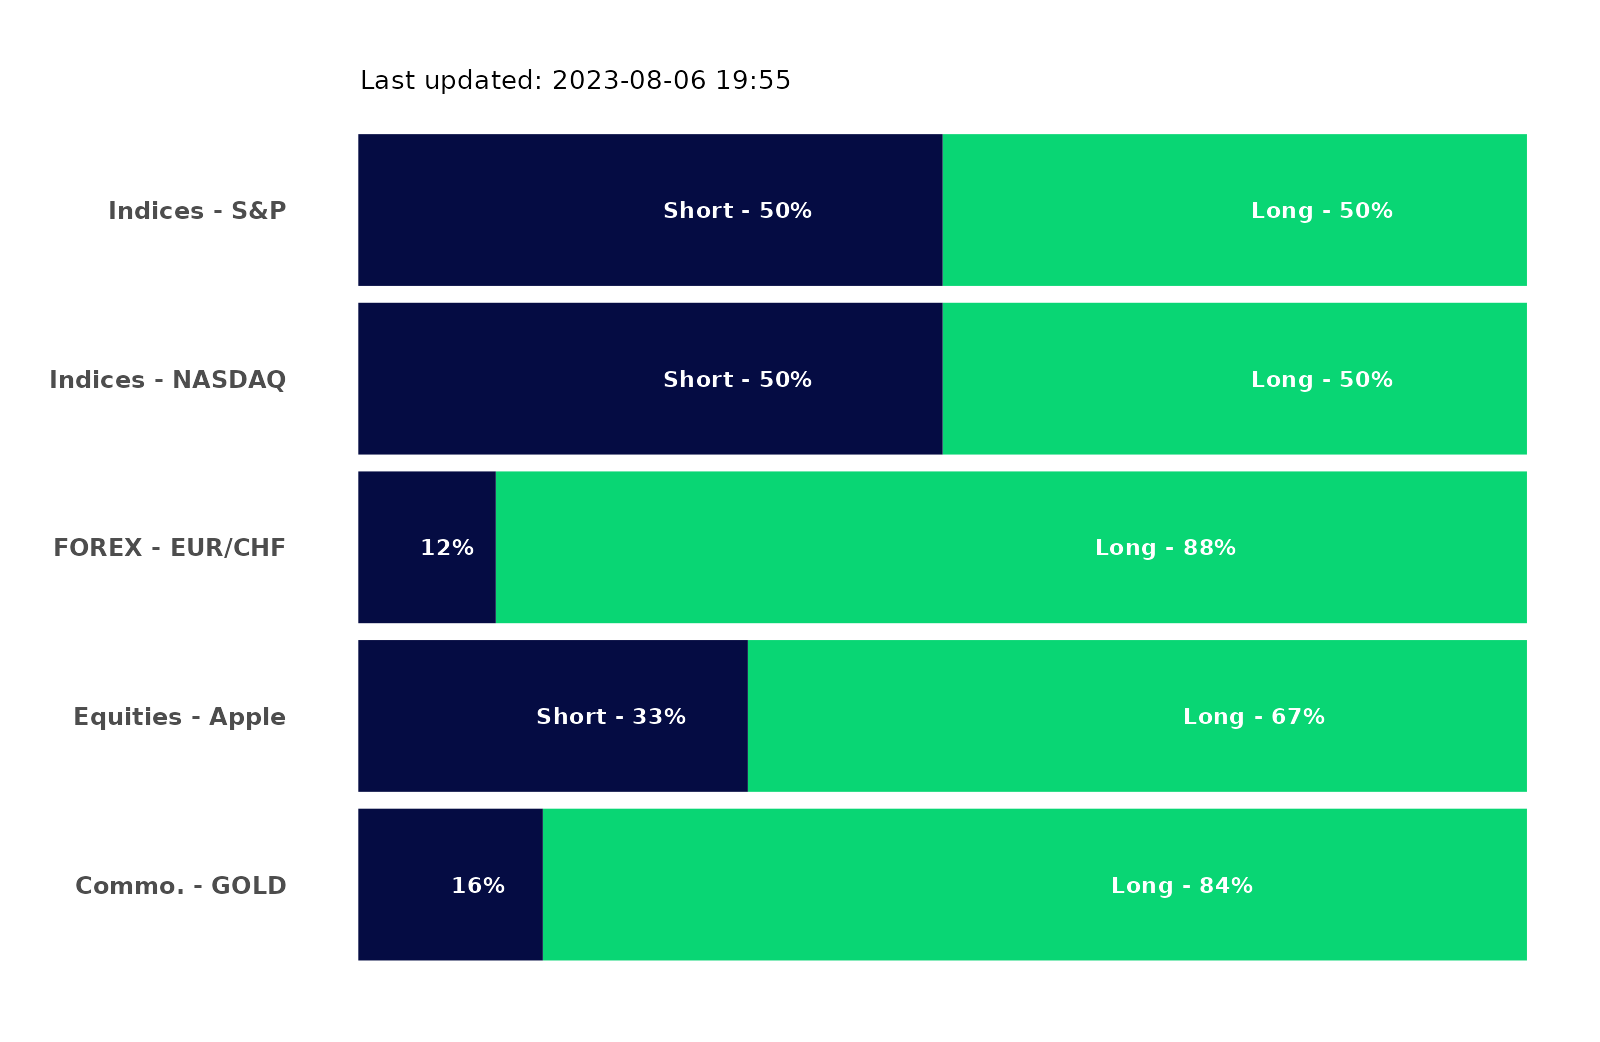 Last updated: 2023-08-06 19:55
Indices - S&P Short - 50% Long - 50%
Indices - NASDAQ Short - 50% Long - 50%
FOREX - EUR/CHF 12% Long - 88%
Equities - Apple Short - 33% Long - 67%
Commo. - GOLD 16% Long - 84%